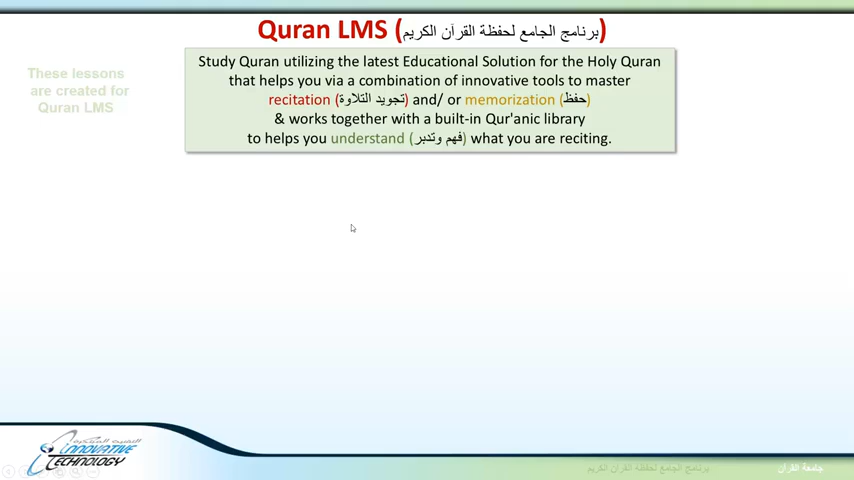 Quran LMS (برنامج الجامع لحفظة القرآن الكريم)
These lessons
are created for
Quran LMS
Study Quran utilizing the latest Educational Solution for the Holy Quran
that helps you via a combination of innovative tools to master
recitation (تجويد التلاوة) and/ or memorization (حفظ)
& works together with a built-in Qur'anic library
to helps you understand (فهم وتدبر) what you are reciting.
التقنية المبتكرة
INNOVATIVE
TECHNOLOGY
برنامج الجامع لحفظة القرآن الكريم
جامعة القرآن